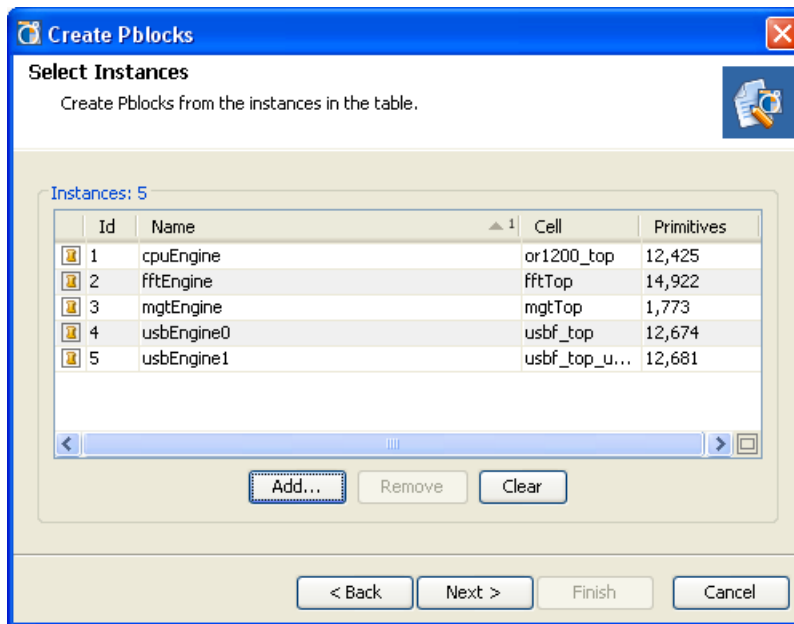 Create Pblocks
Select Instances
Create Pblocks from the instances in the table.
Instances: 5
Id Name 1 Cell Primitives
1 cpuEngine or1200_top 12,425
2 fftEngine fftTop 14,922
3 mgtEngine mgtTop 1,773
4 usbEngine0 usbf_top 12,674
5 usbEngine1 usbf_top_u... 12,681
Add... Remove Clear
< Back Next > Finish Cancel